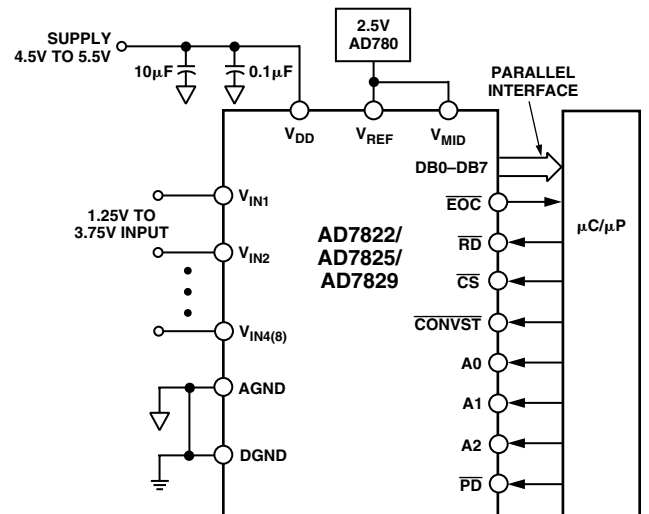 2.5V
AD780
SUPPLY
4.5V TO 5.5V
10µF
0.1µF
PARALLEL
INTERFACE
VDD
VREF
VMID
DB0–DB7
VIN1
EOC
1.25V TO
3.75V INPUT
AD7822/
AD7825/
AD7829
µC/µP
RD
VIN2
CS
VIN4(8)
CONVST
A0
AGND
A1
A2
DGND
PD